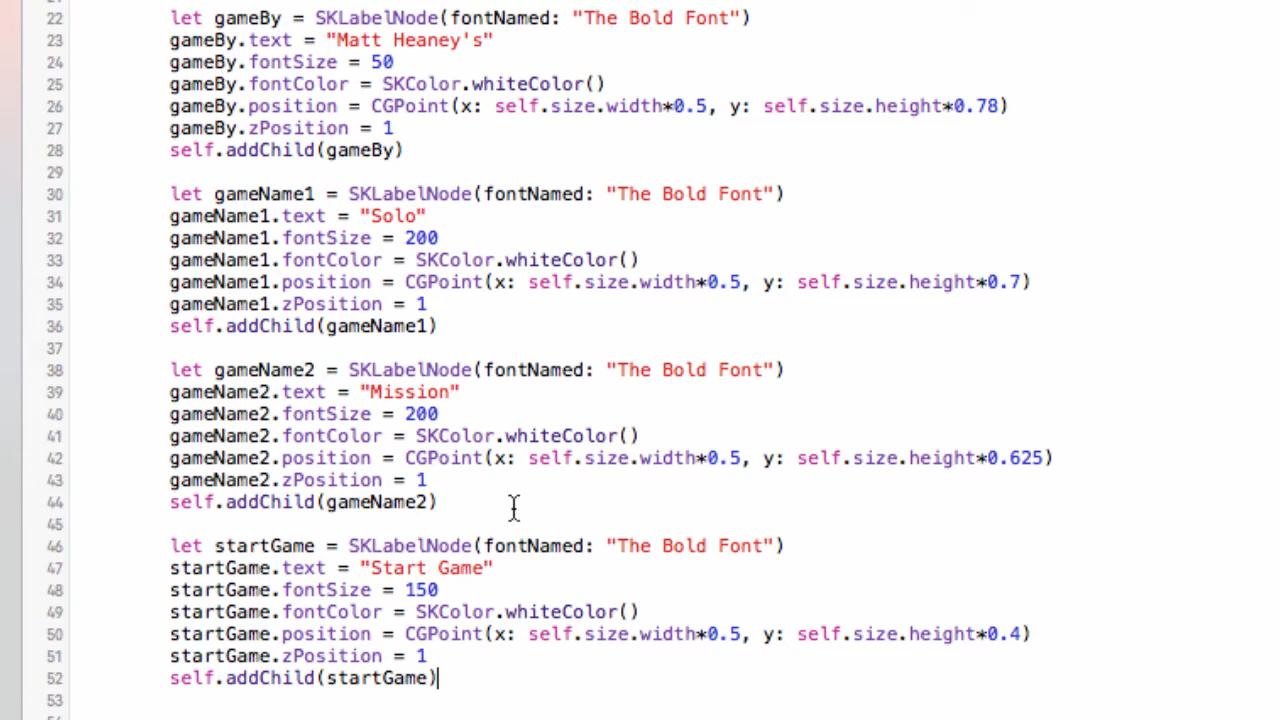 22 let gameBy = SKLabelNode(fontNamed: "The Bold Font")
23 gameBy.text = "Matt Heaney's"
24 gameBy.fontSize = 50
25 gameBy.fontColor = SKColor.whiteColor()
26 gameBy.position = CGPoint(x: self.size.width*0.5, y: self.size.height*0.78)
27 gameBy.zPosition = 1
28 self.addChild(gameBy)
29
30 let gameName1 = SKLabelNode(fontNamed: "The Bold Font")
31 gameName1.text = "Solo"
32 gameName1.fontSize = 200
33 gameName1.fontColor = SKColor.whiteColor()
34 gameName1.position = CGPoint(x: self.size.width*0.5, y: self.size.height*0.7)
35 gameName1.zPosition = 1
36 self.addChild(gameName1)
37
38 let gameName2 = SKLabelNode(fontNamed: "The Bold Font")
39 gameName2.text = "Mission"
40 gameName2.fontSize = 200
41 gameName2.fontColor = SKColor.whiteColor()
42 gameName2.position = CGPoint(x: self.size.width*0.5, y: self.size.height*0.625)
43 gameName2.zPosition = 1
44 self.addChild(gameName2)
45
46 let startGame = SKLabelNode(fontNamed: "The Bold Font")
47 startGame.text = "Start Game"
48 startGame.fontSize = 150
49 startGame.fontColor = SKColor.whiteColor()
50 startGame.position = CGPoint(x: self.size.width*0.5, y: self.size.height*0.4)
51 startGame.zPosition = 1
52 self.addChild(startGame)
53